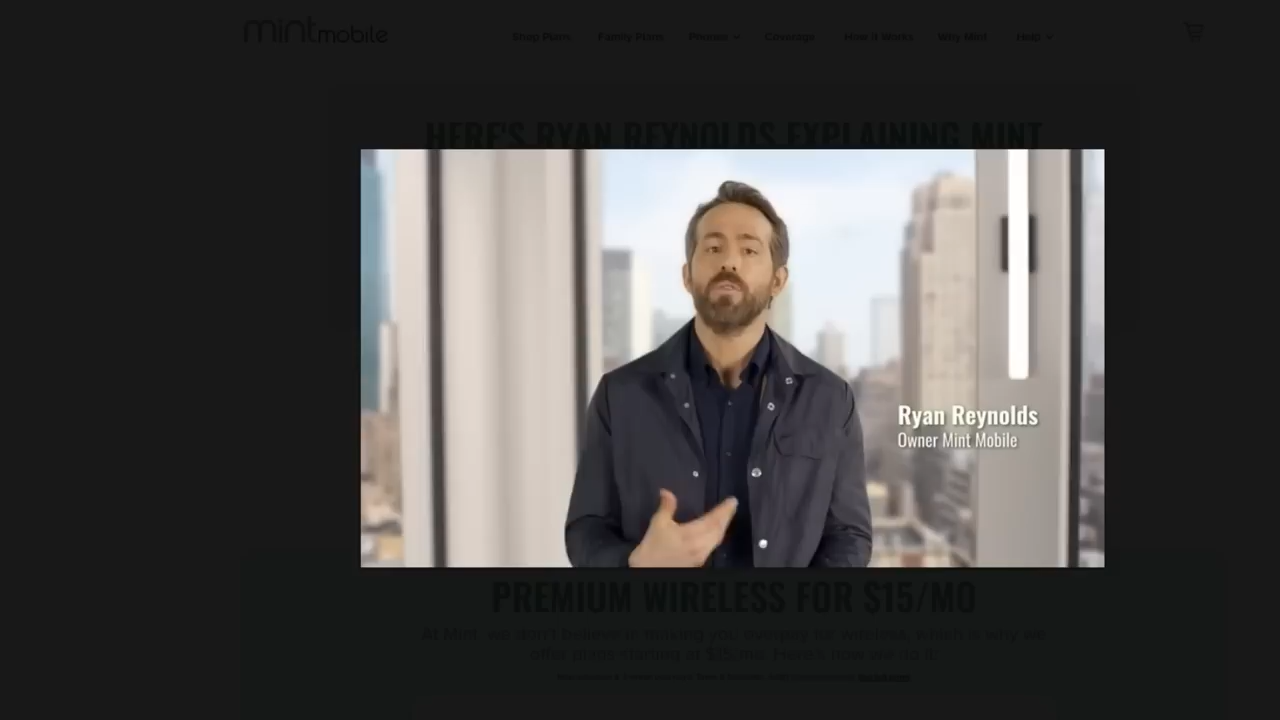 mintmobile
Shop Plans Family Plans Phones Coverage How it Works Why Mint Help
HERE'S RYAN REYNOLDS EXPLAINING MINT
Ryan Reynolds
Owner Mint Mobile
PREMIUM WIRELESS FOR $15/MO
At Mint, we don't believe in making you overpay for wireless, which is why we
offer plans starting at $15/mo. Here's how we do it: